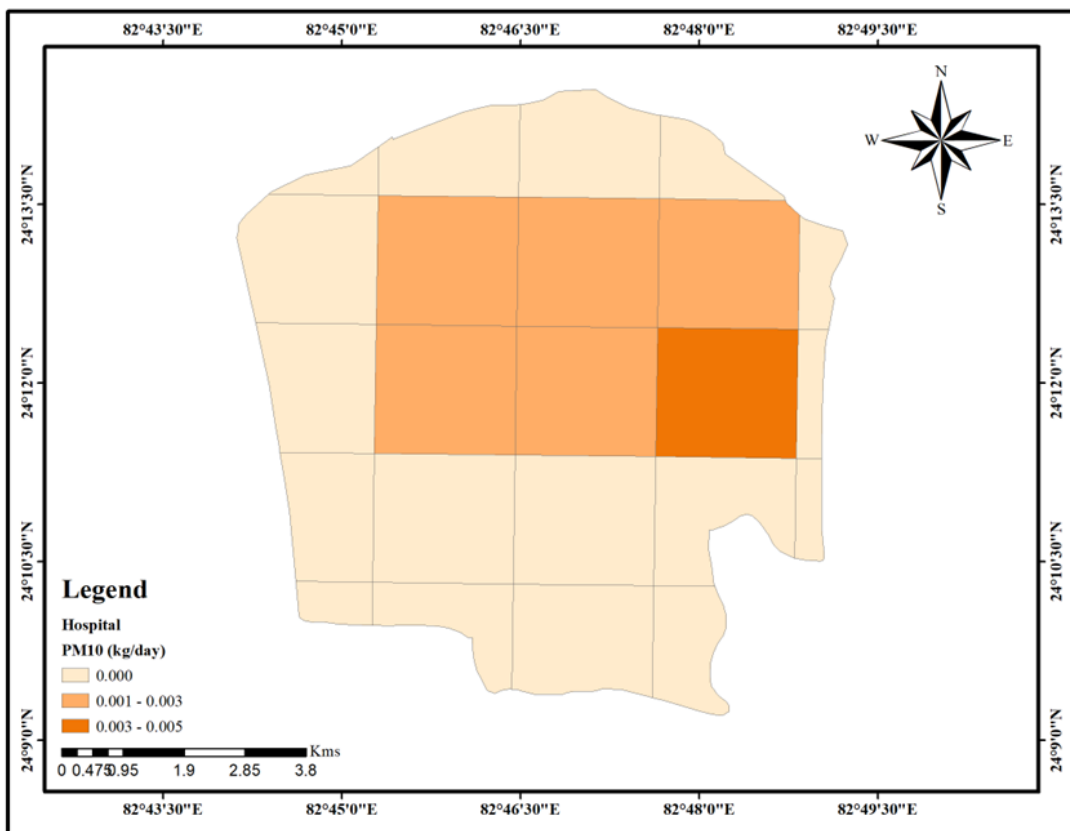 82°43'30"E 82°45'0"E 82°46'30"E 82°48'0"E 82°49'30"E
N
W E
S
24°13'30"N 24°13'30"N
24°12'0"N 24°12'0"N
24°10'30"N 24°10'30"N
24°9'0"N 24°9'0"N
Legend
Hospital
PM10 (kg/day)
0.000
0.001 - 0.003
0.003 - 0.005
Kms
0 0.475 0.95 1.9 2.85 3.8
82°43'30"E 82°45'0"E 82°46'30"E 82°48'0"E 82°49'30"E